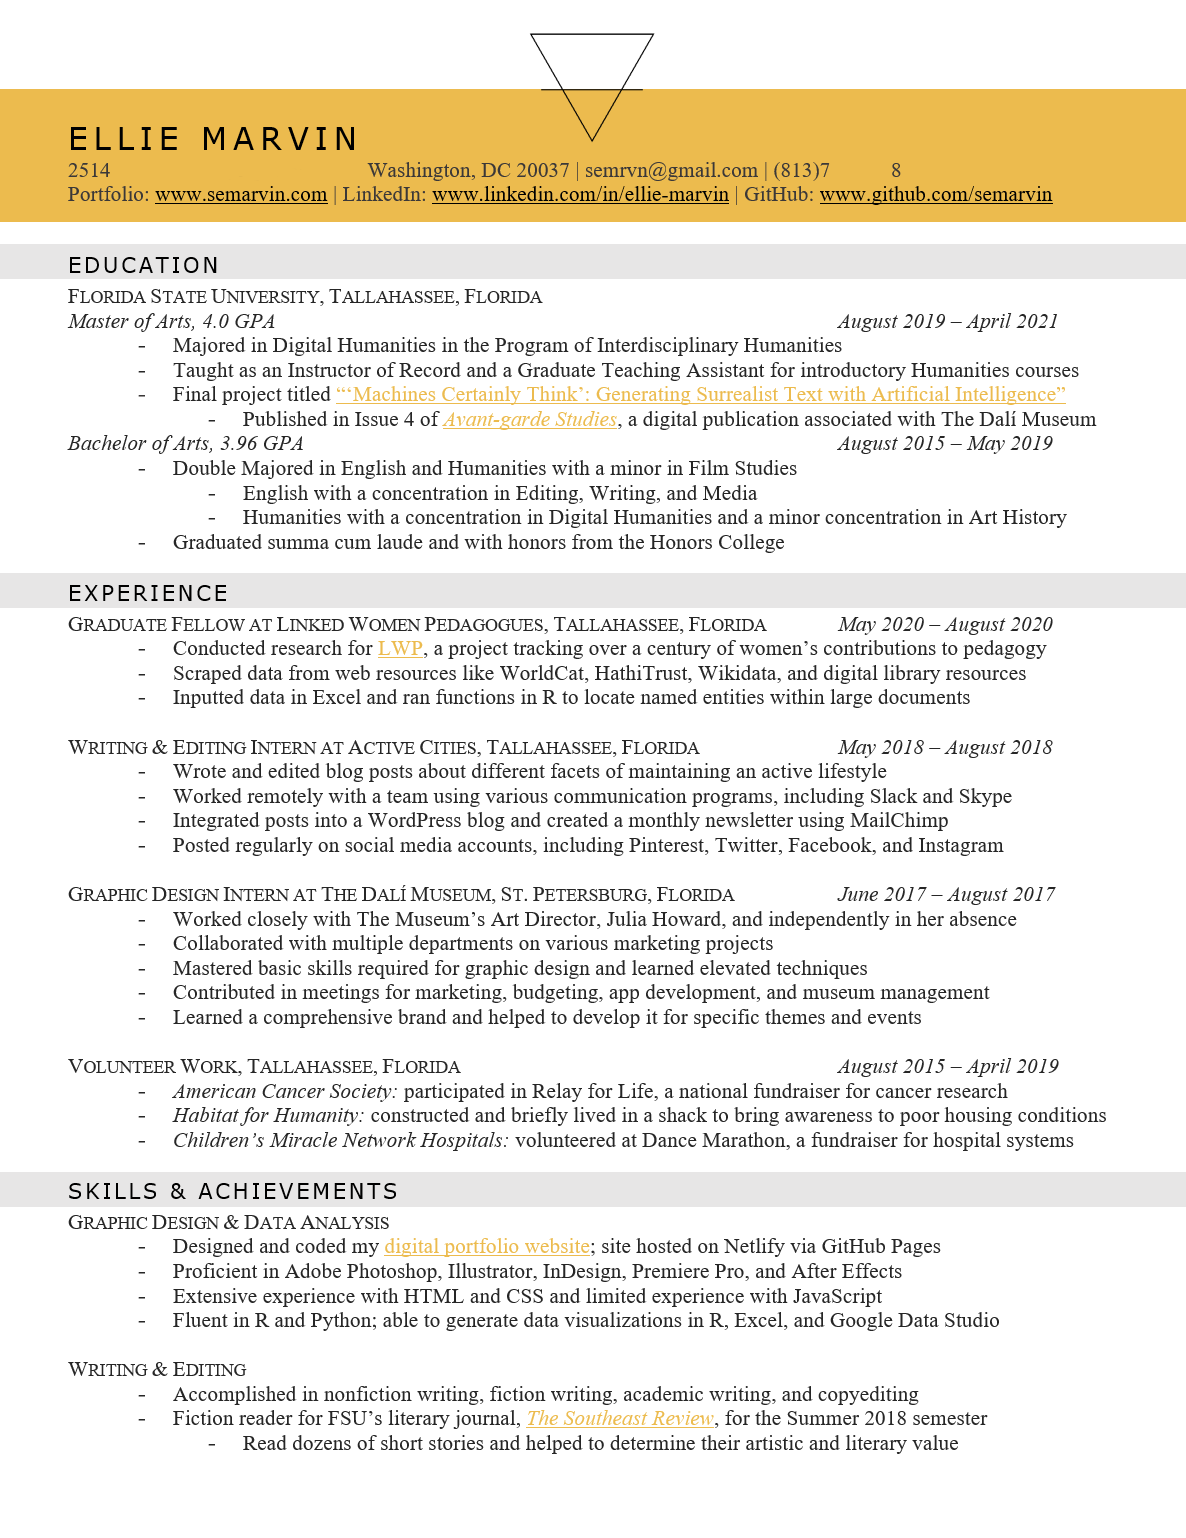 ELLIE MARVIN
2514 Washington, DC 20037 | semrvn@gmail.com | (813)7 8
Portfolio: www.semarvin.com | LinkedIn: www.linkedin.com/in/ellie-marvin | GitHub: www.github.com/semarvin
EDUCATION
FLORIDA STATE UNIVERSITY, TALLAHASSEE, FLORIDA
Master of Arts, 4.0 GPA August 2019 – April 2021
- Majored in Digital Humanities in the Program of Interdisciplinary Humanities
- Taught as an Instructor of Record and a Graduate Teaching Assistant for introductory Humanities courses
- Final project titled “‘Machines Certainly Think’: Generating Surrealist Text with Artificial Intelligence”
- Published in Issue 4 of Avant-garde Studies, a digital publication associated with The Dalí Museum
Bachelor of Arts, 3.96 GPA August 2015 – May 2019
- Double Majored in English and Humanities with a minor in Film Studies
- English with a concentration in Editing, Writing, and Media
- Humanities with a concentration in Digital Humanities and a minor concentration in Art History
- Graduated summa cum laude and with honors from the Honors College
EXPERIENCE
GRADUATE FELLOW AT LINKED WOMEN PEDAGOGUES, TALLAHASSEE, FLORIDA May 2020 – August 2020
- Conducted research for LWP, a project tracking over a century of women’s contributions to pedagogy
- Scraped data from web resources like WorldCat, HathiTrust, Wikidata, and digital library resources
- Inputted data in Excel and ran functions in R to locate named entities within large documents
WRITING & EDITING INTERN AT ACTIVE CITIES, TALLAHASSEE, FLORIDA May 2018 – August 2018
- Wrote and edited blog posts about different facets of maintaining an active lifestyle
- Worked remotely with a team using various communication programs, including Slack and Skype
- Integrated posts into a WordPress blog and created a monthly newsletter using MailChimp
- Posted regularly on social media accounts, including Pinterest, Twitter, Facebook, and Instagram
GRAPHIC DESIGN INTERN AT THE DALÍ MUSEUM, ST. PETERSBURG, FLORIDA June 2017 – August 2017
- Worked closely with The Museum’s Art Director, Julia Howard, and independently in her absence
- Collaborated with multiple departments on various marketing projects
- Mastered basic skills required for graphic design and learned elevated techniques
- Contributed in meetings for marketing, budgeting, app development, and museum management
- Learned a comprehensive brand and helped to develop it for specific themes and events
VOLUNTEER WORK, TALLAHASSEE, FLORIDA August 2015 – April 2019
- American Cancer Society: participated in Relay for Life, a national fundraiser for cancer research
- Habitat for Humanity: constructed and briefly lived in a shack to bring awareness to poor housing conditions
- Children’s Miracle Network Hospitals: volunteered at Dance Marathon, a fundraiser for hospital systems
SKILLS & ACHIEVEMENTS
GRAPHIC DESIGN & DATA ANALYSIS
- Designed and coded my digital portfolio website; site hosted on Netlify via GitHub Pages
- Proficient in Adobe Photoshop, Illustrator, InDesign, Premiere Pro, and After Effects
- Extensive experience with HTML and CSS and limited experience with JavaScript
- Fluent in R and Python; able to generate data visualizations in R, Excel, and Google Data Studio
WRITING & EDITING
- Accomplished in nonfiction writing, fiction writing, academic writing, and copyediting
- Fiction reader for FSU’s literary journal, The Southeast Review, for the Summer 2018 semester
- Read dozens of short stories and helped to determine their artistic and literary value